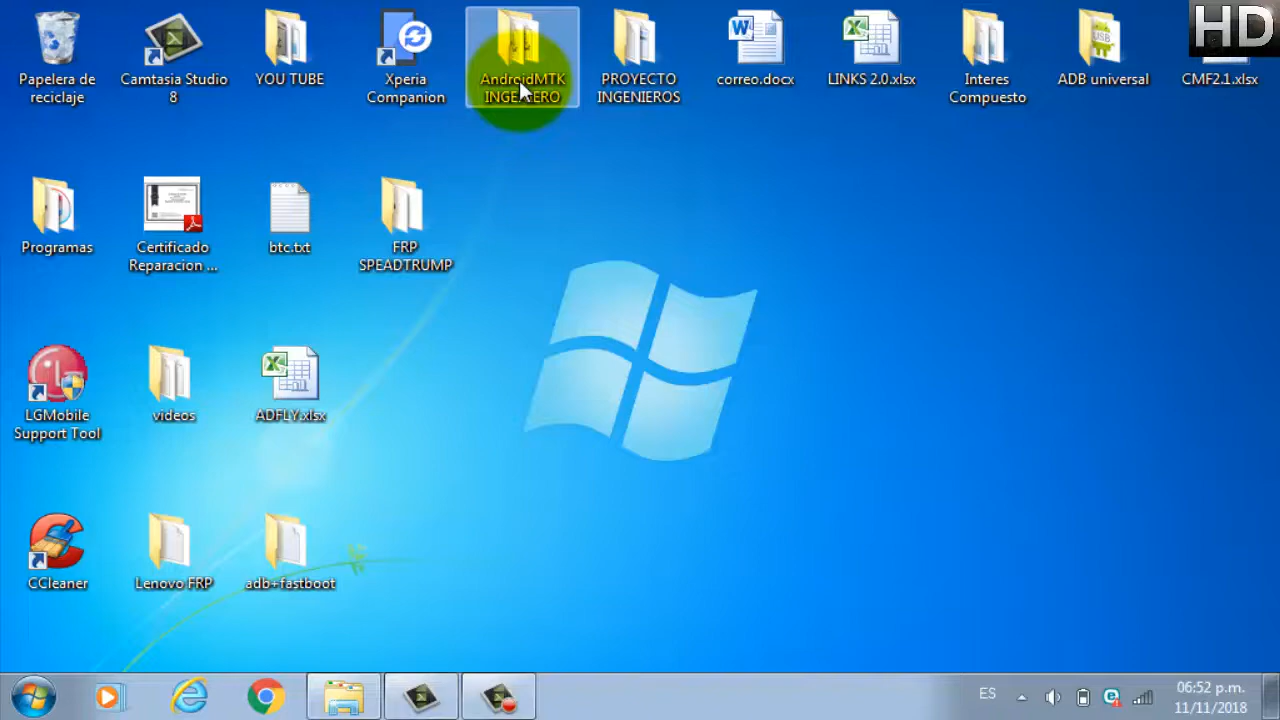 HD
Papelera de
reciclaje
Camtasia Studio
8
YOU TUBE
Xperia
Companion
AndroidMTK
INGENIERO
PROYECTO
INGENIEROS
correo.docx
LINKS 2.0.xlsx
Interes
Compuesto
ADB universal
CMF2.1.xlsx
Programas
Certificado
Reparacion ...
btc.txt
FRP
SPEADTRUMP
LGMobile
Support Tool
videos
ADFLY.xlsx
CCleaner
Lenovo FRP
adb+fastboot
ES
06:52 p.m.
11/11/2018